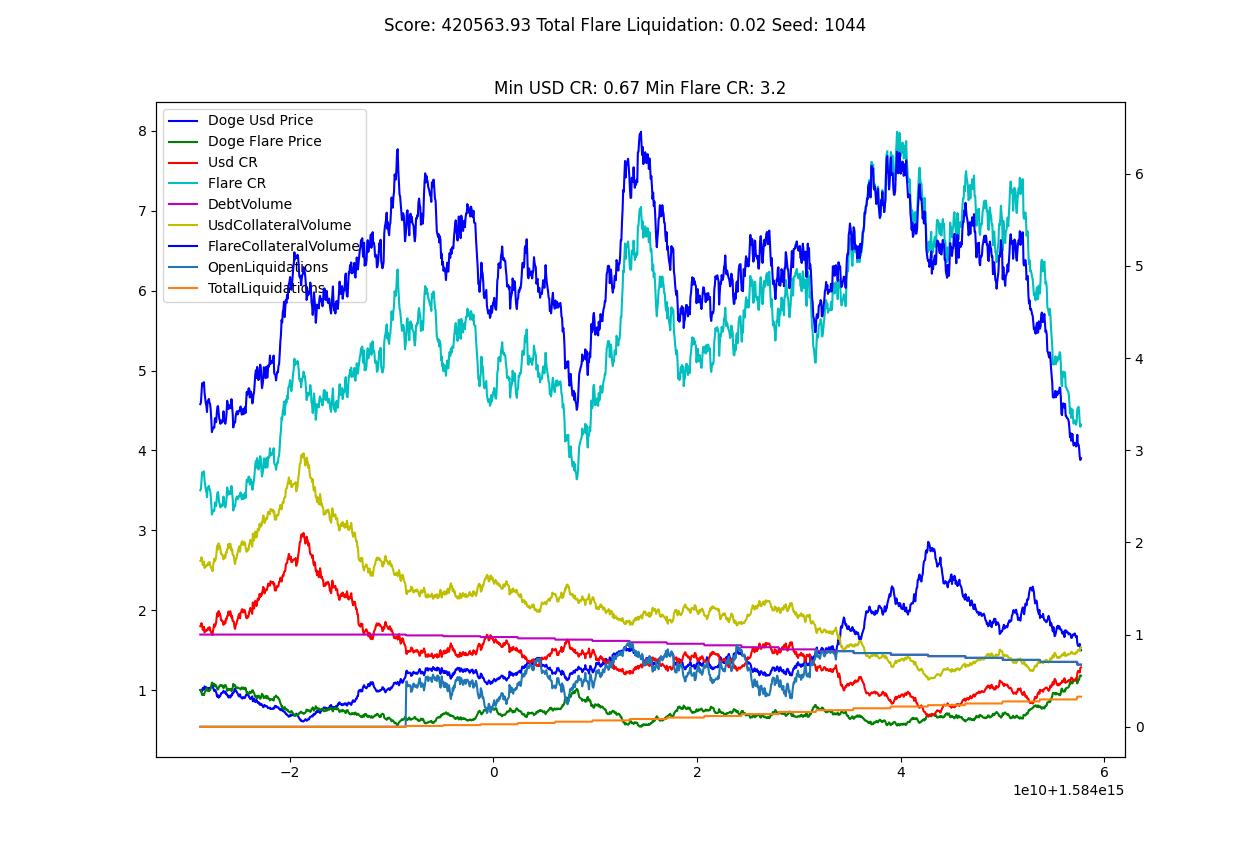 Score: 420563.93 Total Flare Liquidation: 0.02 Seed: 1044
Min USD CR: 0.67 Min Flare CR: 3.2
Doge Usd Price
Doge Flare Price
Usd CR
Flare CR
DebtVolume
UsdCollateralVolume
FlareCollateralVolume
OpenLiquidations
TotalLiquidations
8
7
6
5
4
3
2
1
6
5
4
3
2
1
0
−2
0
2
4
6
1e10+1.584e15